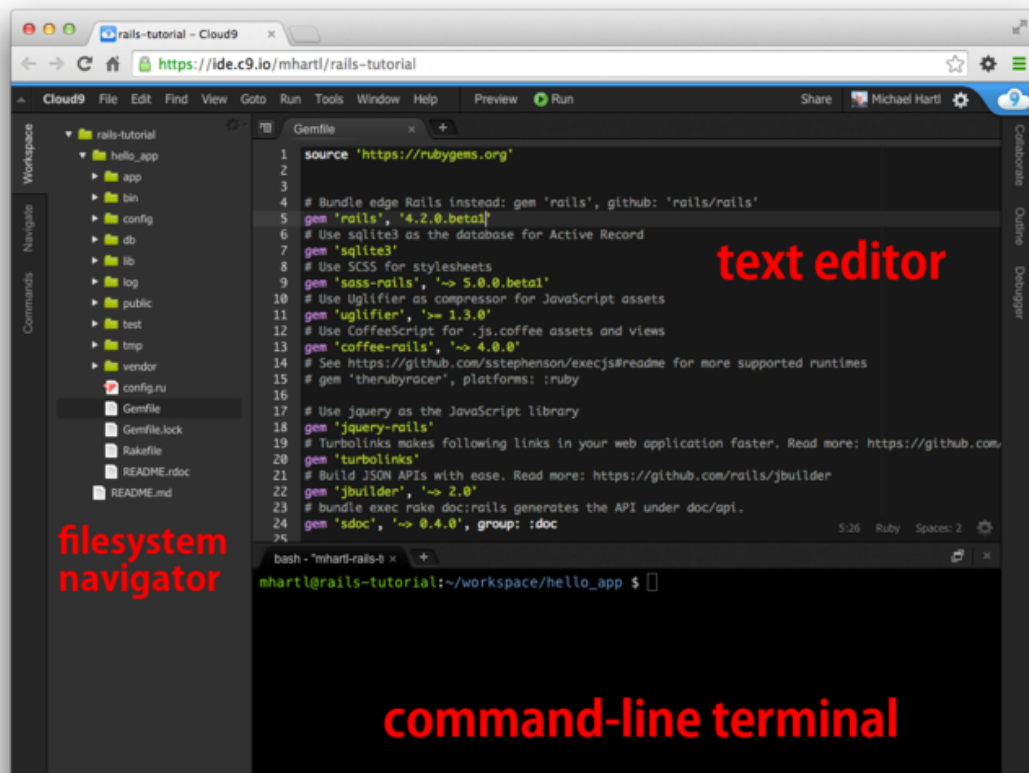 rails-tutorial - Cloud9
https://ide.c9.io/mhartl/rails-tutorial
Cloud9 File Edit Find View Goto Run Tools Window Help Preview Run Share Michael Hartl
Workspace
Navigate
Commands
rails-tutorial
hello_app
app
bin
config
db
lib
log
public
test
tmp
vendor
config.ru
Gemfile
Gemfile.lock
Rakefile
README.rdoc
README.md
filesystem
navigator
Gemfile
1 source 'https://rubygems.org'
2
3
4 # Bundle edge Rails instead: gem 'rails', github: 'rails/rails'
5 gem 'rails', '4.2.0.beta1'
6 # Use sqlite3 as the database for Active Record
7 gem 'sqlite3'
8 # Use SCSS for stylesheets
9 gem 'sass-rails', '~> 5.0.0.beta1'
10 # Use Uglifier as compressor for JavaScript assets
11 gem 'uglifier', '>= 1.3.0'
12 # Use CoffeeScript for .js.coffee assets and views
13 gem 'coffee-rails', '~> 4.0.0'
14 # See https://github.com/sstephenson/execjs#readme for more supported runtimes
15 # gem 'therubyracer', platforms: :ruby
16
17 # Use jquery as the JavaScript library
18 gem 'jquery-rails'
19 # Turbolinks makes following links in your web application faster. Read more: https://github.com/
20 gem 'turbolinks'
21 # Build JSON APIs with ease. Read more: https://github.com/rails/jbuilder
22 gem 'jbuilder', '~> 2.0'
23 # bundle exec rake doc:rails generates the API under doc/api.
24 gem 'sdoc', '~> 0.4.0', group: :doc
25
text editor
5:26 Ruby Spaces: 2
Collaborate
Outline
Debugger
bash - "mhartl-rails-t
mhartl@rails-tutorial:~/workspace/hello_app $
command-line terminal